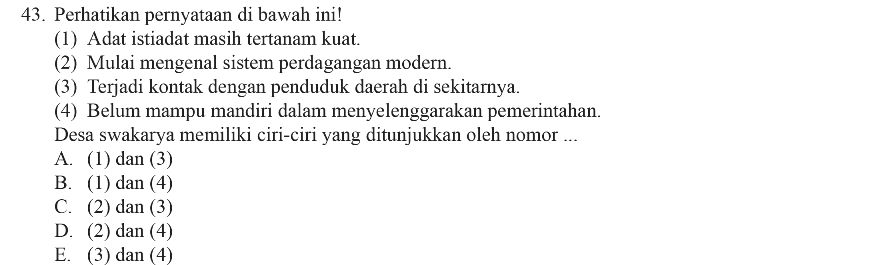 43. Perhatikan pernyataan di bawah ini!
(1) Adat istiadat masih tertanam kuat.
(2) Mulai mengenal sistem perdagangan modern.
(3) Terjadi kontak dengan penduduk daerah di sekitarnya.
(4) Belum mampu mandiri dalam menyelenggarakan pemerintahan.
Desa swakarya memiliki ciri-ciri yang ditunjukkan oleh nomor ...
A. (1) dan (3)
B. (1) dan (4)
C. (2) dan (3)
D. (2) dan (4)
E. (3) dan (4)